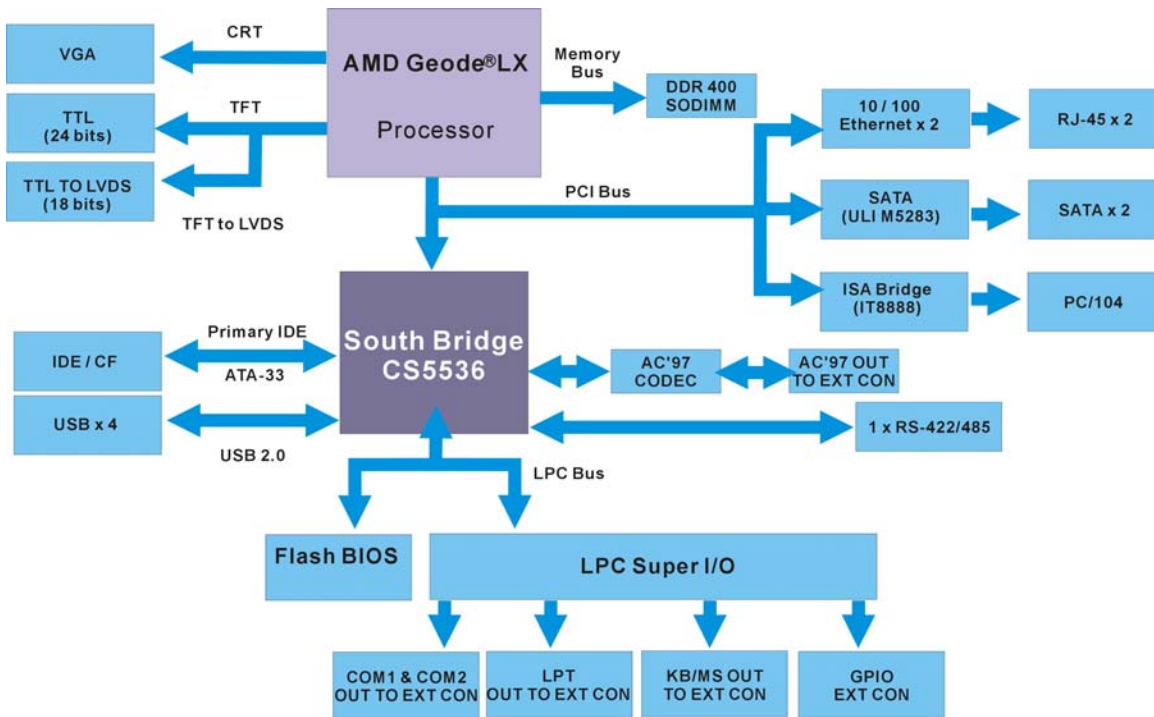 CRT
VGA
AMD Geode®LX
Processor
Memory
Bus
DDR 400
SODIMM
10 / 100
Ethernet x 2
RJ-45 x 2
TFT
TTL
(24 bits)
TTL TO LVDS
(18 bits)
TFT to LVDS
PCI Bus
SATA
(ULI M5283)
SATA x 2
ISA Bridge
(IT8888)
PC/104
South Bridge
CS5536
Primary IDE
IDE / CF
ATA-33
USB x 4
USB 2.0
AC'97
CODEC
AC'97 OUT
TO EXT CON
1 x RS-422/485
LPC Bus
Flash BIOS
LPC Super I/O
COM1 & COM2
OUT TO EXT CON
LPT
OUT TO EXT CON
KB/MS OUT
TO EXT CON
GPIO
EXT CON